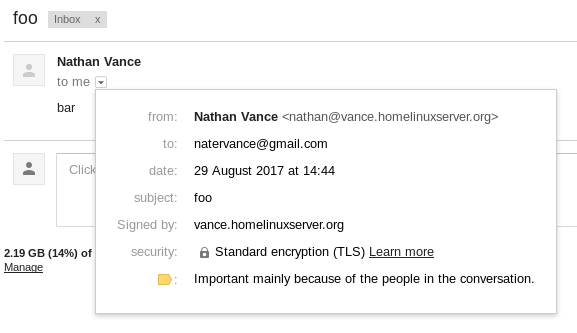 foo Inbox x
Nathan Vance
to me
bar
from: Nathan Vance <nathan@vance.homelinuxserver.org>
to: natervance@gmail.com
date: 29 August 2017 at 14:44
Click
subject: foo
Signed by: vance.homelinuxserver.org
2.19 GB (14%) of
security: Standard encryption (TLS) Learn more
Manage
: Important mainly because of the people in the conversation.